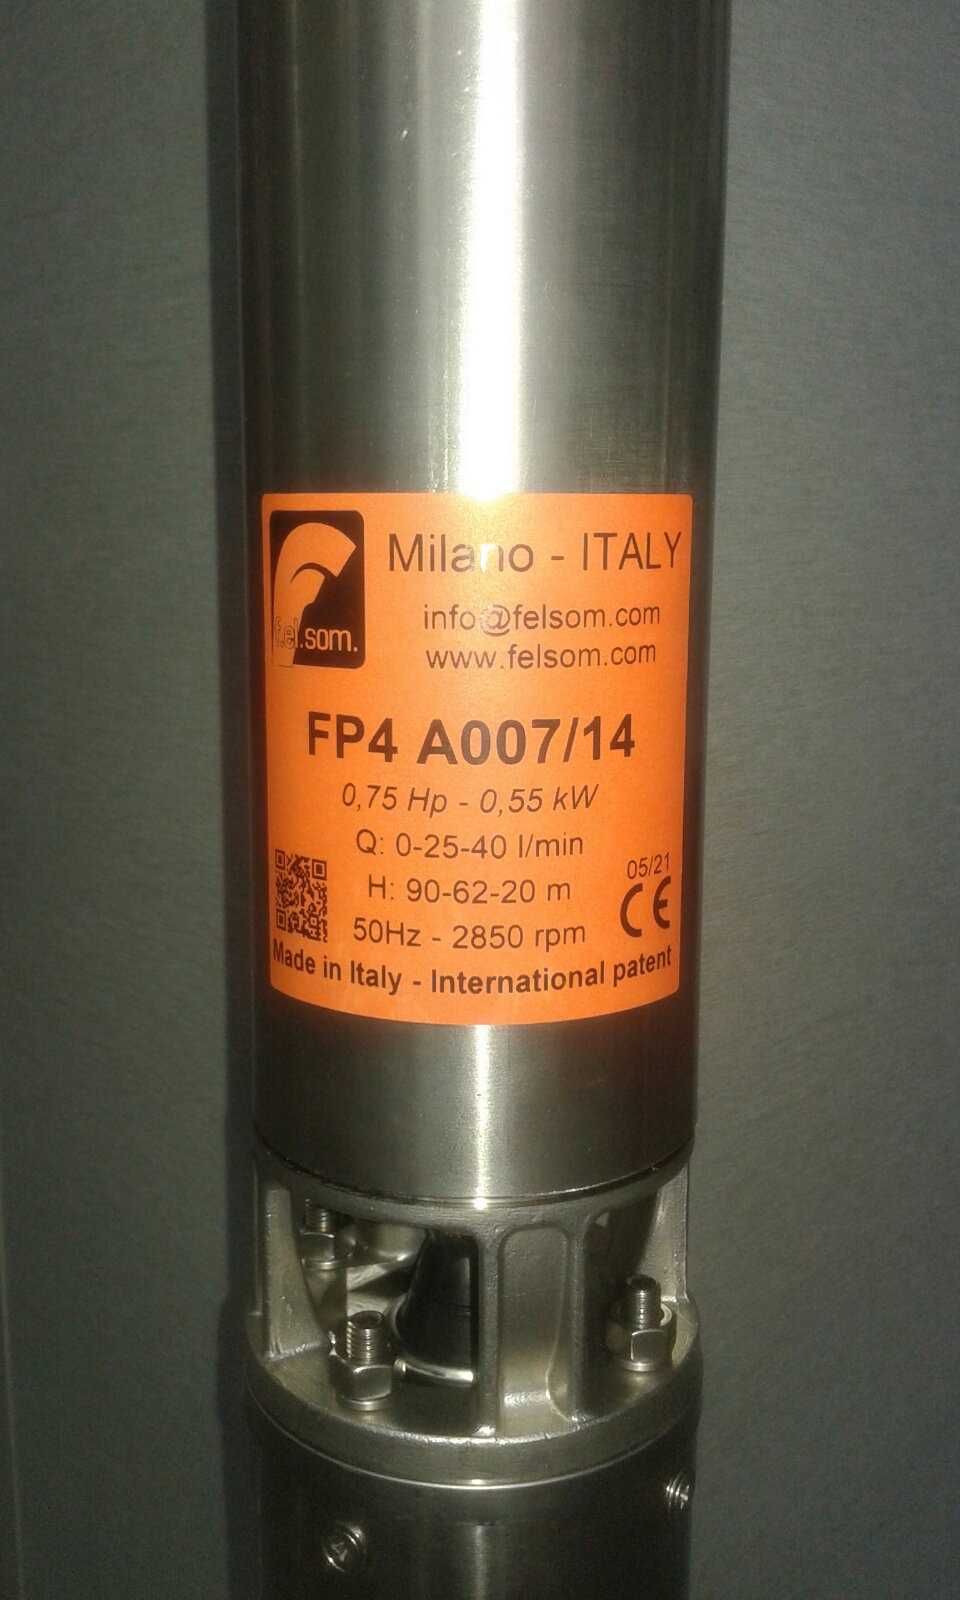 f.el.som.
Milano - ITALY
info@felsom.com
www.felsom.com
FP4 A007/14
0,75 Hp - 0,55 kW
Q: 0-25-40 l/min
H: 90-62-20 m
05/21
CE
50Hz - 2850 rpm
Made in Italy - International patent